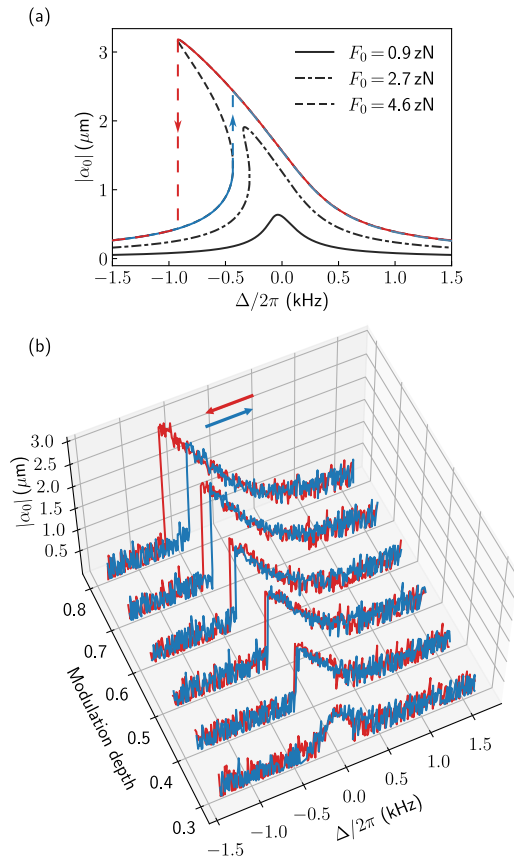 (a)
|α₀| (μm)
3
2
1
0
F₀ = 0.9 zN
F₀ = 2.7 zN
F₀ = 4.6 zN
−1.5 −1.0 −0.5 0.0 0.5 1.0 1.5
Δ/2π (kHz)
(b)
|α₀| (μm)
3.0
2.5
2.0
1.5
1.0
0.5
0.8
0.7
0.6
0.5
0.4
0.3
Modulation depth
−1.5
−1.0
−0.5
0.0
0.5
1.0
1.5
Δ/2π (kHz)